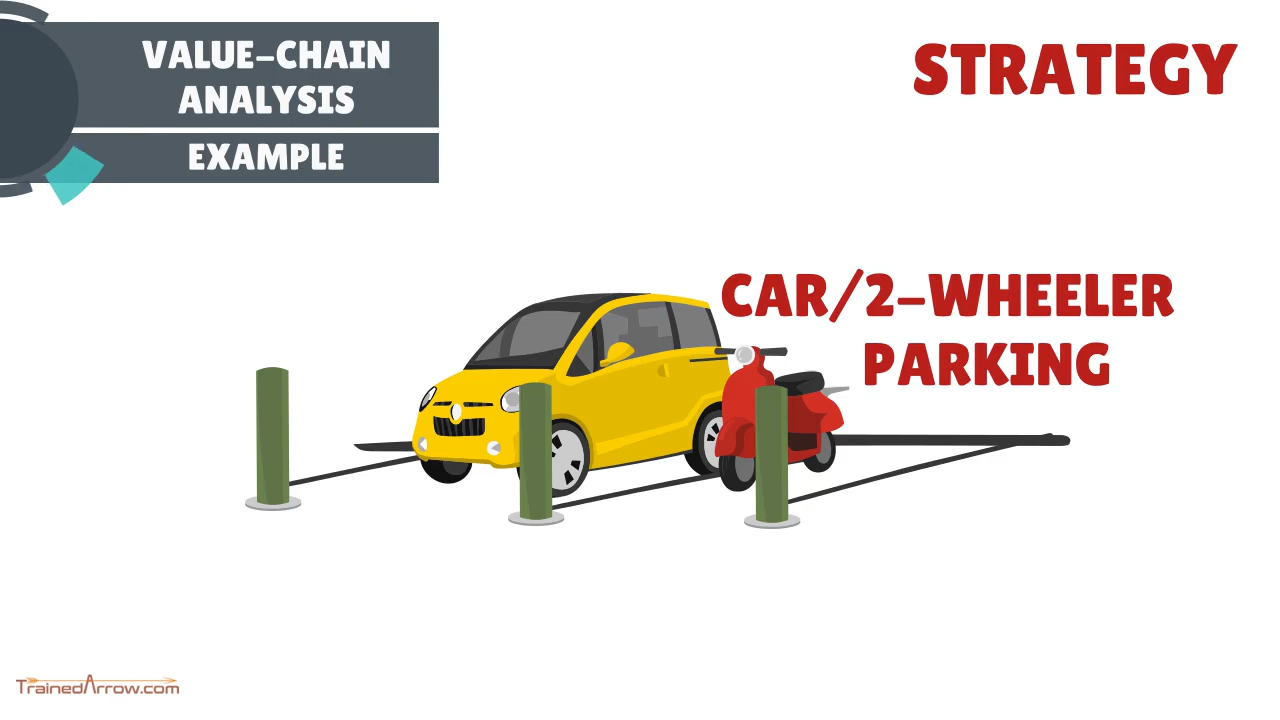 VALUE-CHAIN
ANALYSIS
EXAMPLE
STRATEGY
CAR/2-WHEELER
PARKING
TrainedArrow.com